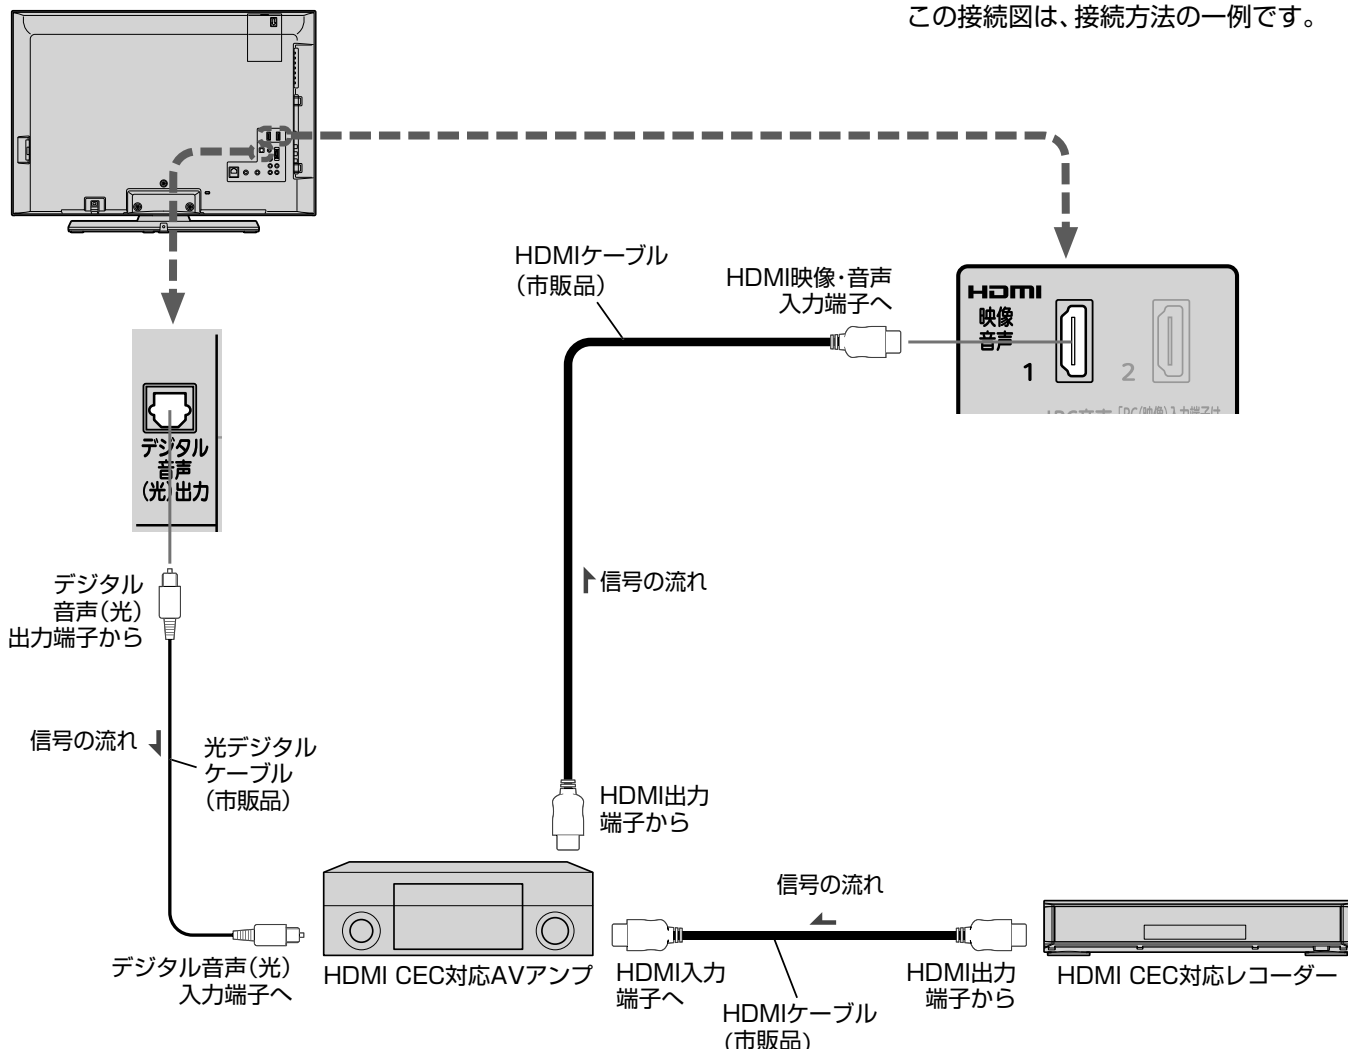 この接続図は、接続方法の一例です。
HDMIケーブル
（市販品）
HDMI映像・音声
入力端子へ
HDMI
映像
音声
1
2
デジタル
音声
（光）出力
デジタル
音声（光）
出力端子から
信号の流れ
信号の流れ
光デジタル
ケーブル
（市販品）
HDMI出力
端子から
信号の流れ
デジタル音声（光）
入力端子へ
HDMI CEC対応AVアンプ
HDMI入力
端子へ
HDMIケーブル
（市販品）
HDMI出力
端子から
HDMI CEC対応レコーダー